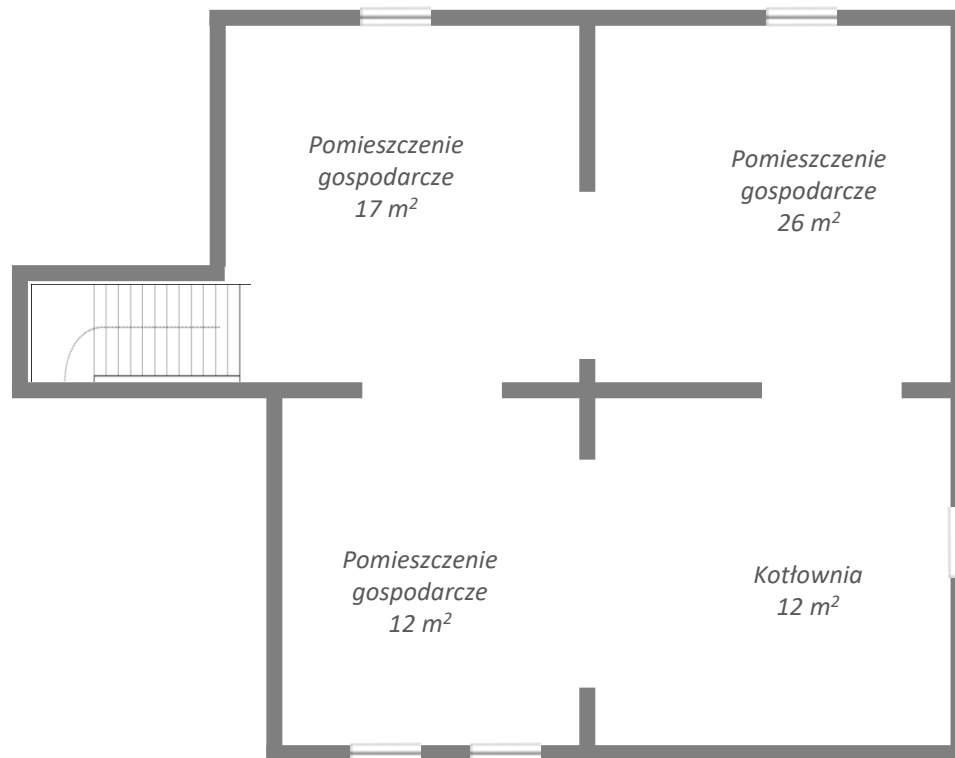 Pomieszczenie
gospodarcze
17 m²
Pomieszczenie
gospodarcze
26 m²
Pomieszczenie
gospodarcze
12 m²
Kotłownia
12 m²